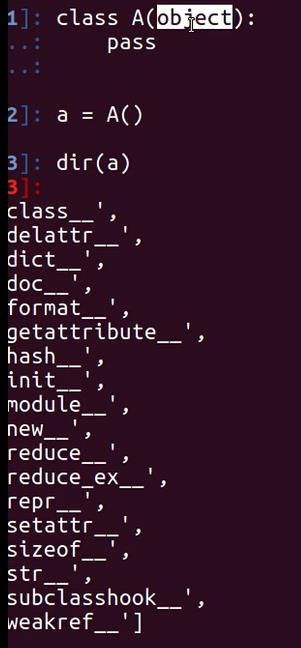 1]: class A(object):
..:     pass
..:
2]: a = A()
3]: dir(a)
3]:
class__',
delattr__',
dict__',
doc__',
format__',
getattribute__',
hash__',
init__',
module__',
new__',
reduce__',
reduce_ex__',
repr__',
setattr__',
sizeof__',
str__',
subclasshook__',
weakref__']